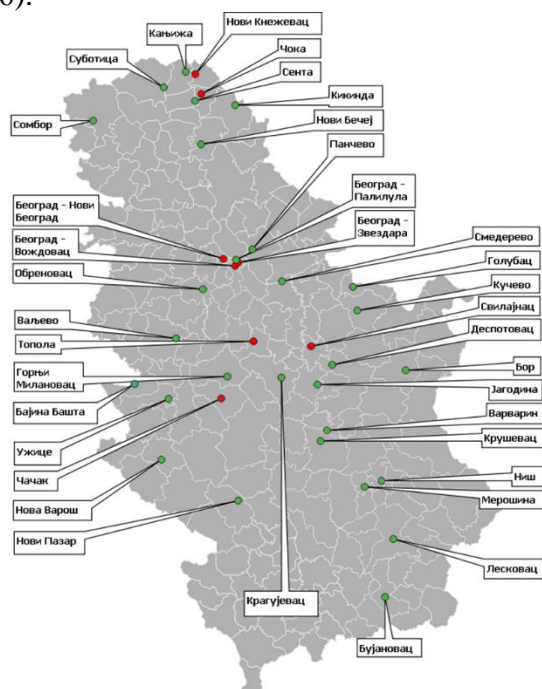 6).
Кањижа
Нови Кнежевац
Суботица
Чока
Сента
Кикинда
Сомбор
Нови Бечеј
Панчево
Београд -
Палилула
Београд - Нови
Београд
Београд -
Звездара
Београд -
Вождовац
Смедерево
Обреновац
Голубац
Кучево
Свилајнац
Ваљево
Деспотовац
Топола
Бор
Горњи
Милановац
Јагодина
Бајина Башта
Варварин
Ужице
Крушевац
Чачак
Ниш
Нова Варош
Мерошина
Нови Пазар
Лесковац
Крагујевац
Бујановац